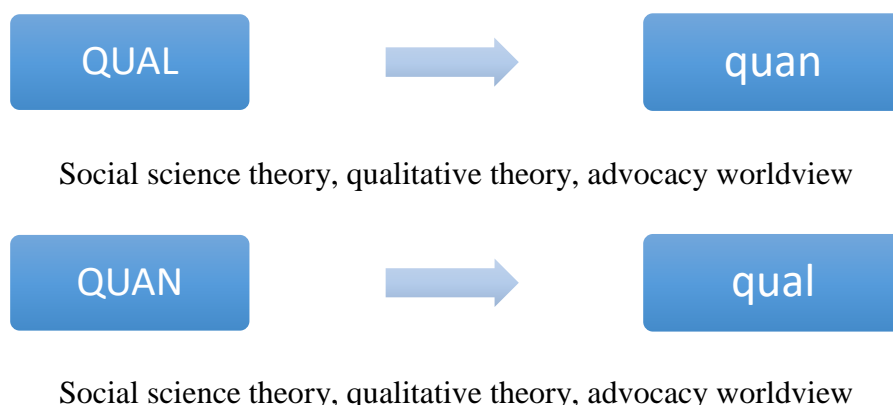 QUAL quan
Social science theory, qualitative theory, advocacy worldview
QUAN qual
Social science theory, qualitative theory, advocacy worldview